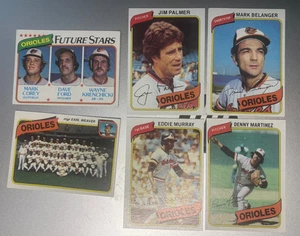 ORIOLES FUTURE STARS
MARK COREY
DAVE FORD
WAYNE KRENCHICKI
JIM PALMER
ORIOLES
MARK BELANGER
ORIOLES
ORIOLES
mgr-EARL WEAVER
EDDIE MURRAY
ORIOLES
DENNY MARTINEZ
ORIOLES